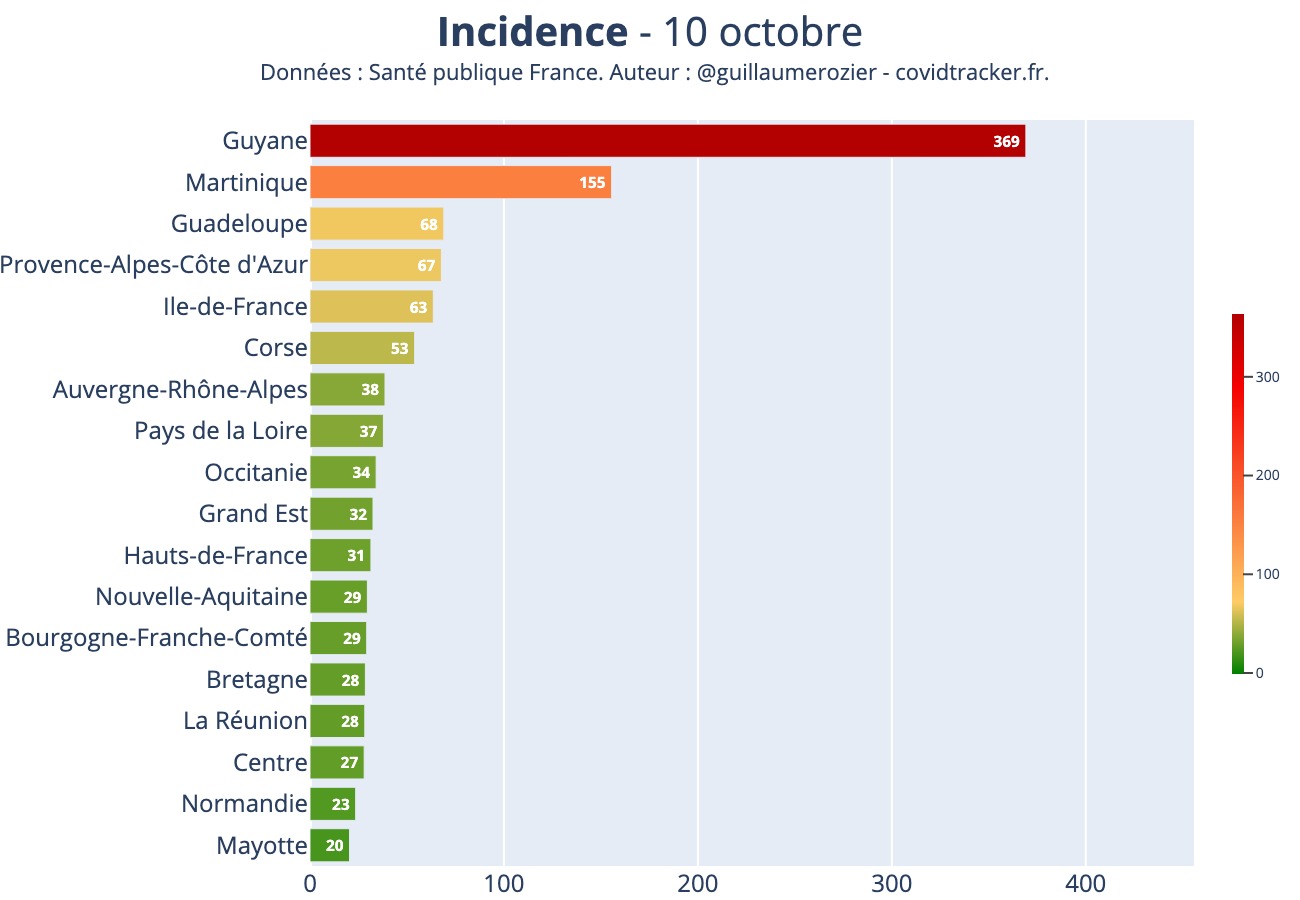 Incidence - 10 octobre
Données : Santé publique France. Auteur : @guillaumerozier - covidtracker.fr.
Guyane 369
Martinique 155
Guadeloupe 68
Provence-Alpes-Côte d'Azur 67
Ile-de-France 63
Corse 53
Auvergne-Rhône-Alpes 38
Pays de la Loire 37
Occitanie 34
Grand Est 32
Hauts-de-France 31
Nouvelle-Aquitaine 29
Bourgogne-Franche-Comté 29
Bretagne 28
La Réunion 28
Centre 27
Normandie 23
Mayotte 20
0 100 200 300 400
300
200
100
0